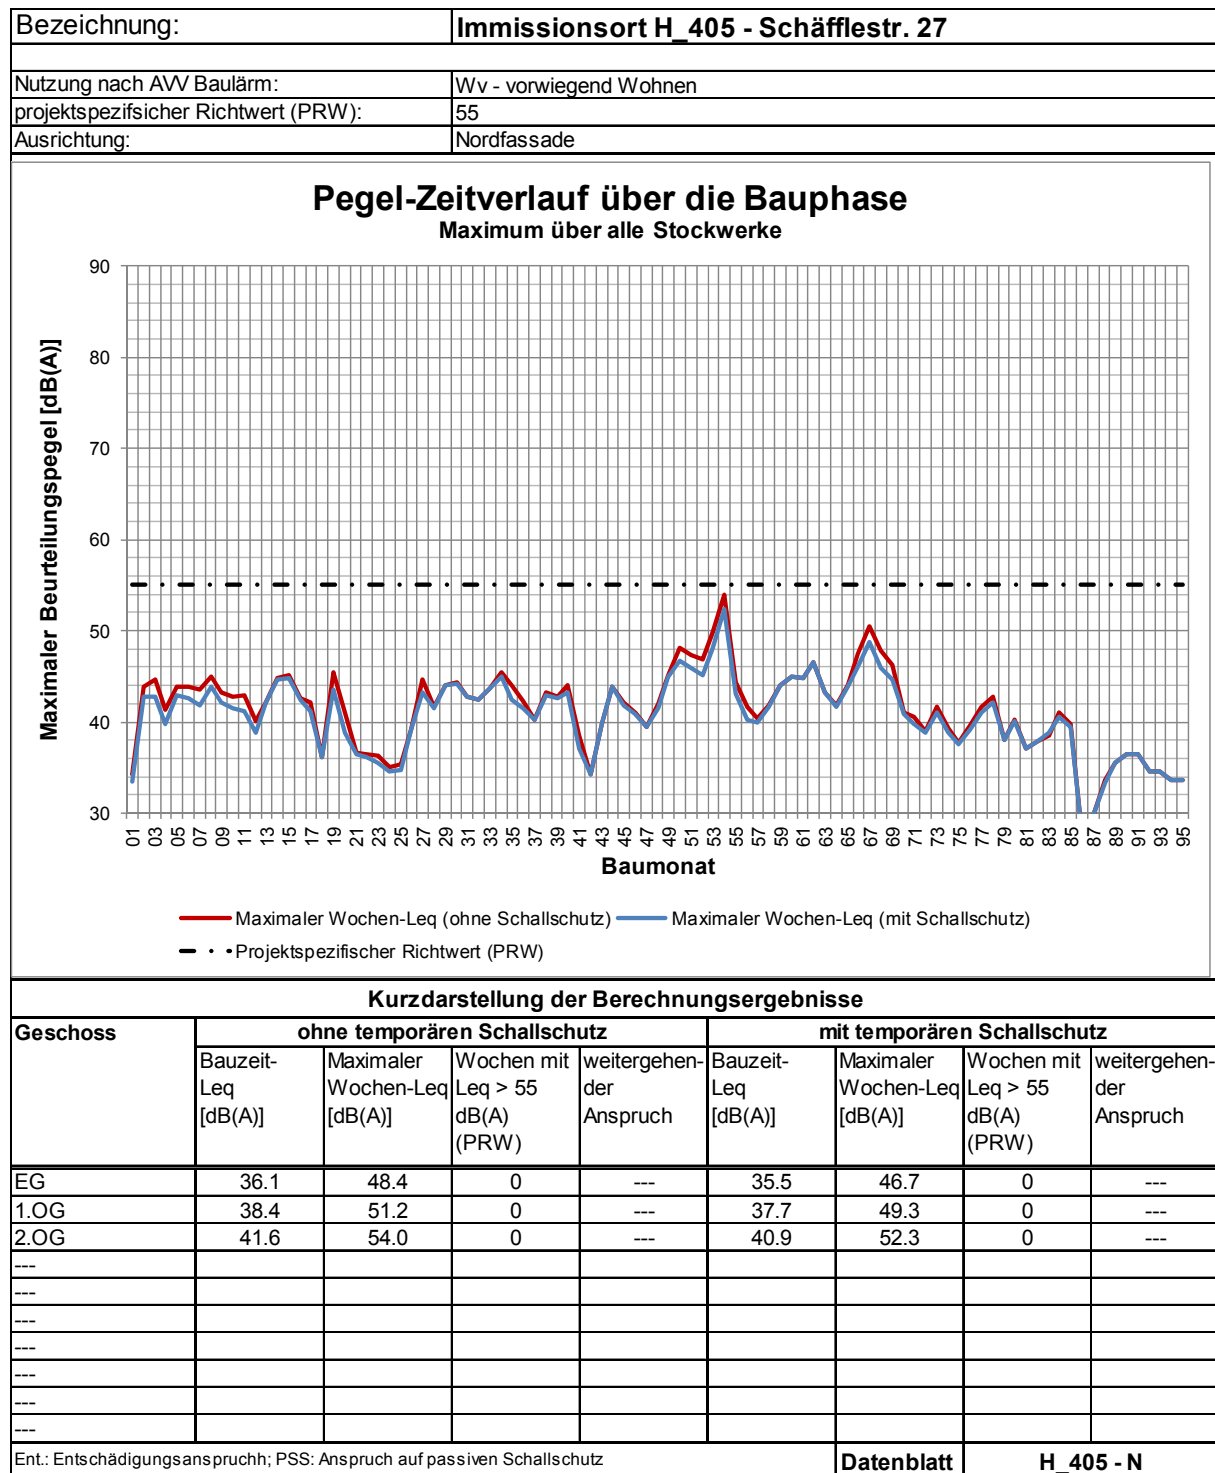 Bezeichnung: Immissionsort H_405 - Schäfflestr. 27
Nutzung nach AVV Baulärm: Wv - vorwiegend Wohnen
projektspezifsicher Richtwert (PRW): 55
Ausrichtung: Nordfassade
Pegel-Zeitverlauf über die Bauphase
Maximum über alle Stockwerke
Maximaler Beurteilungspegel [dB(A)]
90
80
70
60
50
40
30
01 03 05 07 09 11 13 15 17 19 21 23 25 27 29 31 33 35 37 39 41 43 45 47 49 51 53 55 57 59 61 63 65 67 69 71 73 75 77 79 81 83 85 87 89 91 93 95
Baumonat
Maximaler Wochen-Leq (ohne Schallschutz) Maximaler Wochen-Leq (mit Schallschutz)
Projektspezifischer Richtwert (PRW)
Kurzdarstellung der Berechnungsergebnisse
Geschoss ohne temporären Schallschutz mit temporären Schallschutz
Bauzeit- Maximaler Wochen mit weitergehen- Bauzeit- Maximaler Wochen mit weitergehen-
Leq Wochen-Leq Leq > 55 der Leq Wochen-Leq Leq > 55 der
[dB(A)] [dB(A)] dB(A) Anspruch [dB(A)] [dB(A)] dB(A) Anspruch
(PRW) (PRW)
EG 36.1 48.4 0 --- 35.5 46.7 0 ---
1.OG 38.4 51.2 0 --- 37.7 49.3 0 ---
2.OG 41.6 54.0 0 --- 40.9 52.3 0 ---
---
---
---
---
---
---
---
Ent.: Entschädigungsanspruchh; PSS: Anspruch auf passiven Schallschutz Datenblatt H_405 - N